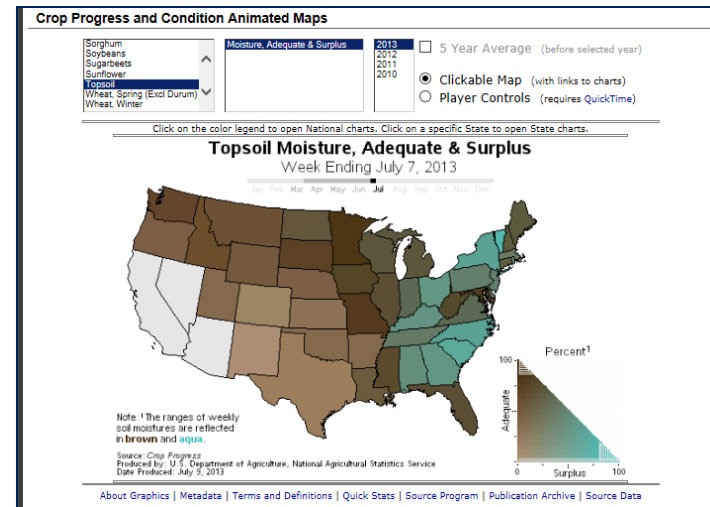 Crop Progress and Condition Animated Maps
Sorghum
Soybeans
Sugarbeets
Sunflower
Topsoil
Wheat, Spring (Excl Durum)
Wheat, Winter
Moisture, Adequate & Surplus
2013
2012
2011
2010
5 Year Average (before selected year)
Clickable Map (with links to charts)
Player Controls (requires QuickTime)
Click on the color legend to open National charts. Click on a specific State to open State charts.
Topsoil Moisture, Adequate & Surplus
Week Ending July 7, 2013
Jan Feb Mar Apr May Jun Jul Aug Sep Oct Nov Dec
Percent¹
100
Adequate
0
0 Surplus 100
Note: ¹The ranges of weekly
soil moistures are reflected
in brown and aqua.
Source: Crop Progress
Produced by: U.S. Department of Agriculture, National Agricultural Statistics Service
Date Produced: July 9, 2013
About Graphics | Metadata | Terms and Definitions | Quick Stats | Source Program | Publication Archive | Source Data